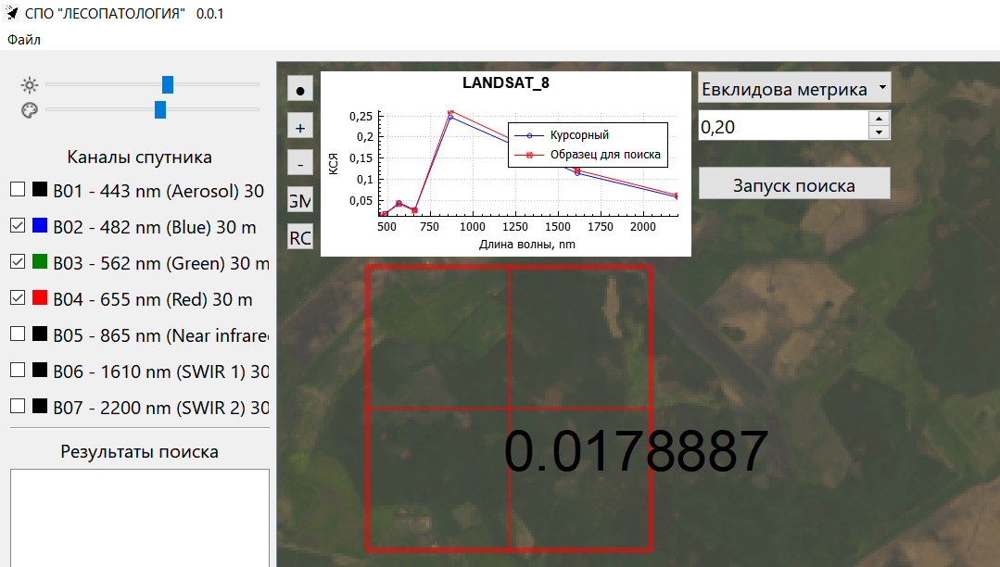 СПО "ЛЕСОПАТОЛОГИЯ" 0.0.1
Файл
Каналы спутника
B01 - 443 nm (Aerosol) 30
B02 - 482 nm (Blue) 30 m
B03 - 562 nm (Green) 30 m
B04 - 655 nm (Red) 30 m
B05 - 865 nm (Near infrare
B06 - 1610 nm (SWIR 1) 30
B07 - 2200 nm (SWIR 2) 30
Результаты поиска
+
-
GM
RC
LANDSAT_8
КСЯ
0,25
0,2
0,15
0,1
0,05
500 750 1000 1250 1500 1750 2000
Длина волны, nm
Курсорный
Образец для поиска
Евклидова метрика
0,20
Запуск поиска
0.0178887